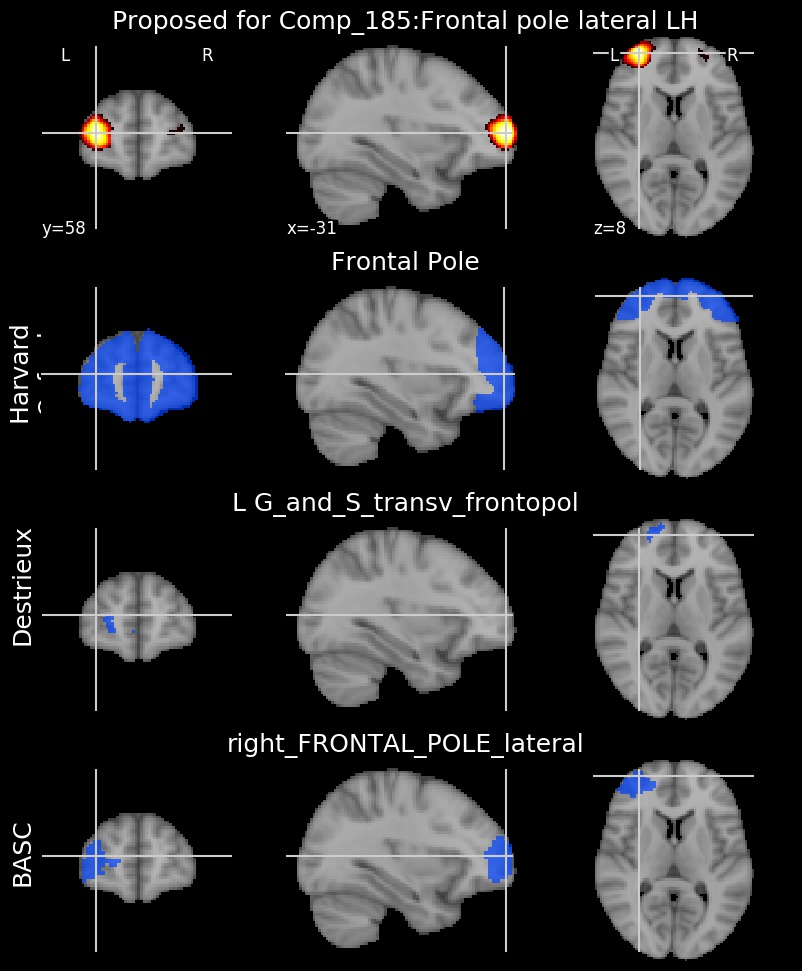 Proposed for Comp_185:Frontal pole lateral LH
L R L R
y=58 x=-31 z=8
Frontal Pole
Harvard
L G_and_S_transv_frontopol
Destrieux
right_FRONTAL_POLE_lateral
BASC